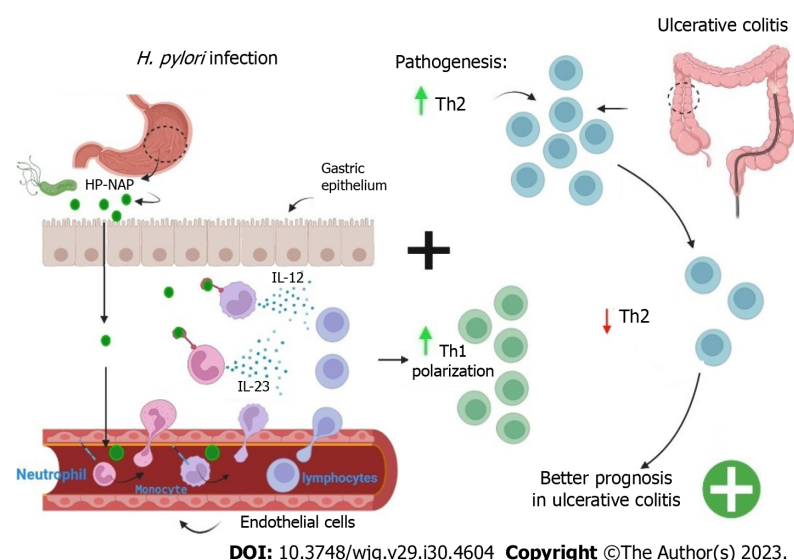 Ulcerative colitis
H. pylori infection
Pathogenesis:
Th2
HP-NAP
Gastric
epithelium
IL-12
Th2
Th1
polarization
IL-23
Neutrophil
Monocyte
lymphocytes
Better prognosis
in ulcerative colitis
Endothelial cells
DOI: 10.3748/wjg.v29.i30.4604 Copyright ©The Author(s) 2023.